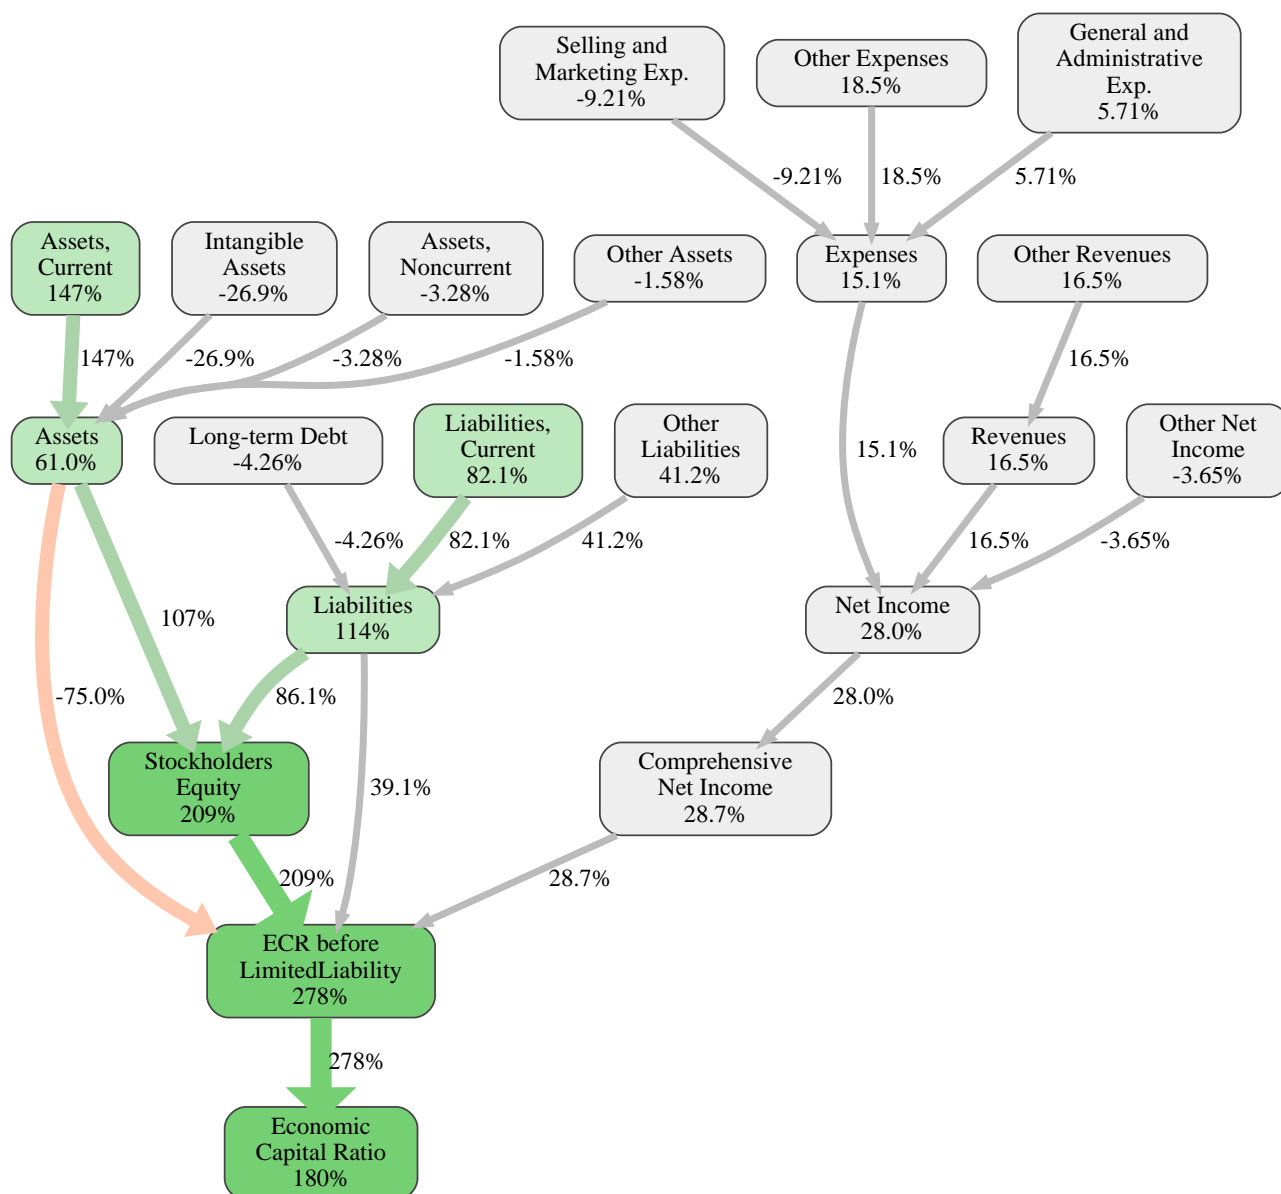 Selling and
Marketing Exp.
-9.21%
Other Expenses
18.5%
General and
Administrative
Exp.
5.71%
-9.21%
18.5%
5.71%
Assets,
Current
147%
Intangible
Assets
-26.9%
Assets,
Noncurrent
-3.28%
Other Assets
-1.58%
Expenses
15.1%
Other Revenues
16.5%
147%
-26.9%
-3.28%
-1.58%
16.5%
Assets
61.0%
Long-term Debt
-4.26%
Liabilities,
Current
82.1%
Other
Liabilities
41.2%
15.1%
Revenues
16.5%
Other Net
Income
-3.65%
-4.26%
82.1%
41.2%
16.5%
-3.65%
107%
Liabilities
114%
Net Income
28.0%
-75.0%
86.1%
28.0%
Stockholders
Equity
209%
39.1%
Comprehensive
Net Income
28.7%
209%
28.7%
ECR before
LimitedLiability
278%
278%
Economic
Capital Ratio
180%